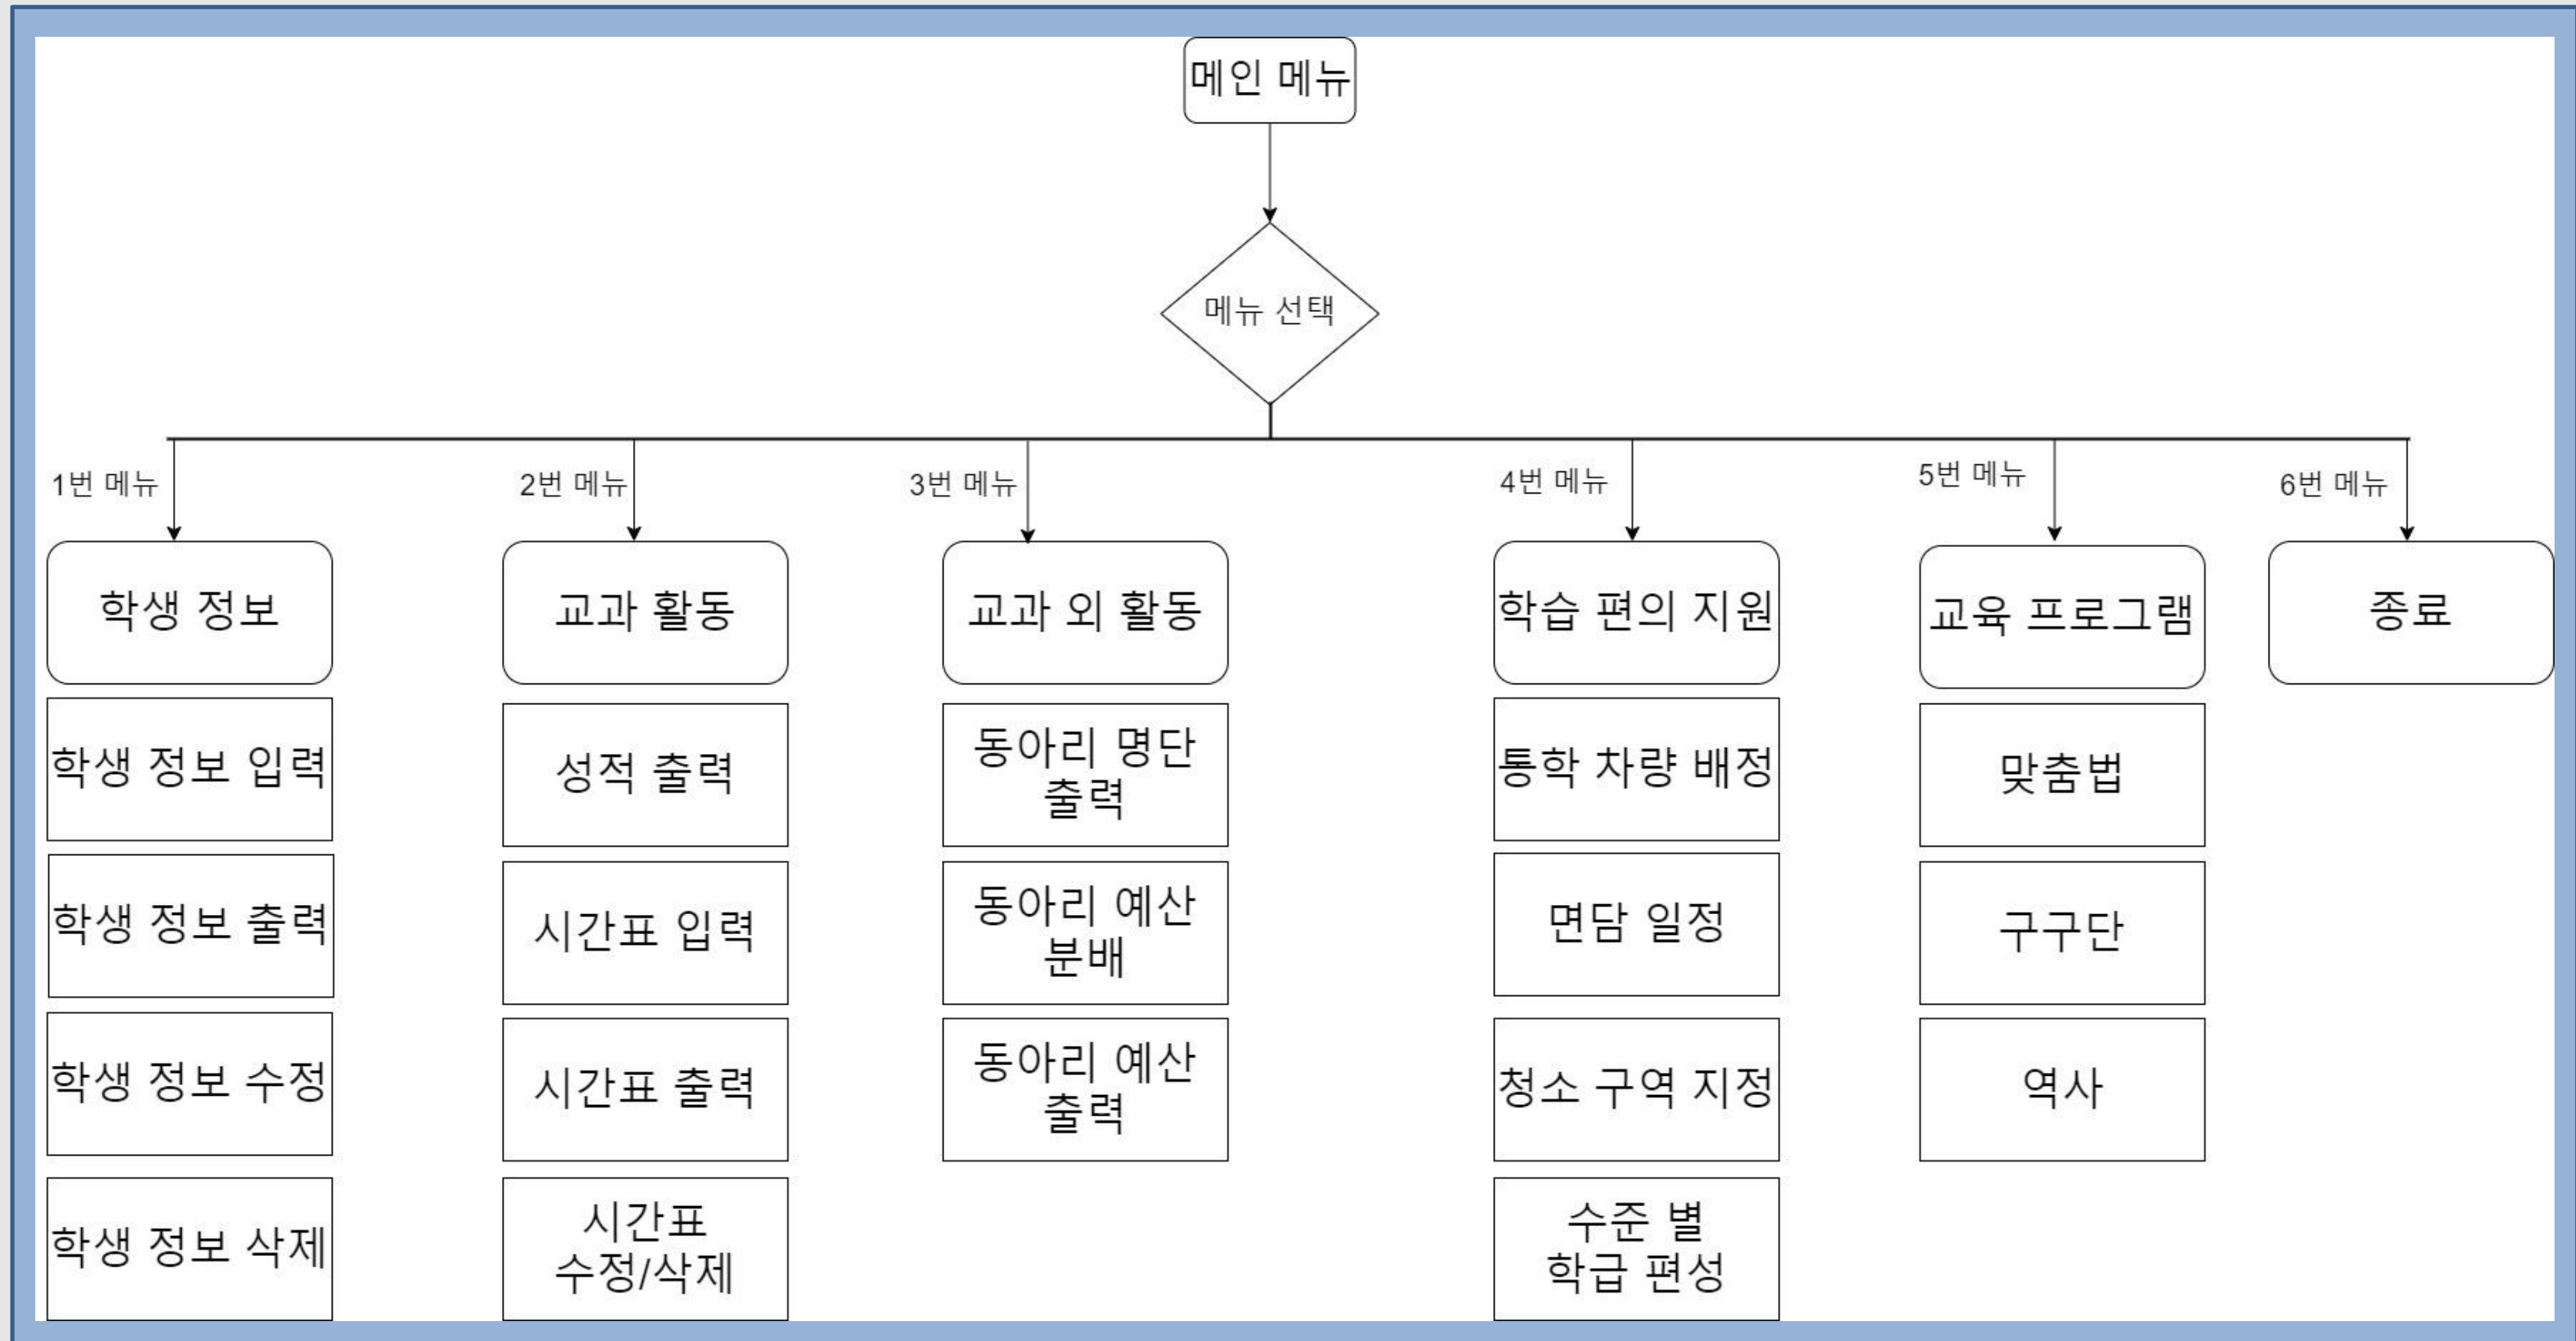 메인 메뉴
메뉴 선택
1번 메뉴
2번 메뉴
3번 메뉴
4번 메뉴
5번 메뉴
6번 메뉴
학생 정보
교과 활동
교과 외 활동
학습 편의 지원
교육 프로그램
종료
학생 정보 입력
학생 정보 출력
학생 정보 수정
학생 정보 삭제
성적 출력
시간표 입력
시간표 출력
시간표
수정/삭제
동아리 명단
출력
동아리 예산
분배
동아리 예산
출력
통학 차량 배정
면담 일정
청소 구역 지정
수준 별
학급 편성
맞춤법
구구단
역사